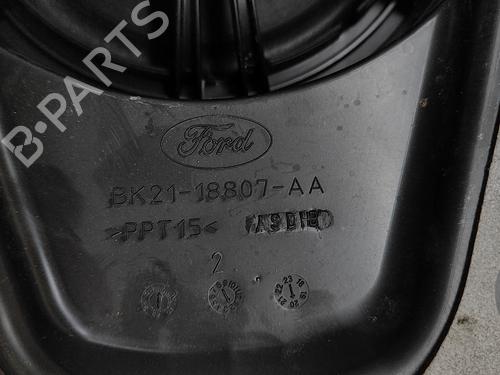 B-PARTS
Ford
BK21-18807-AA
>PPT15<
2